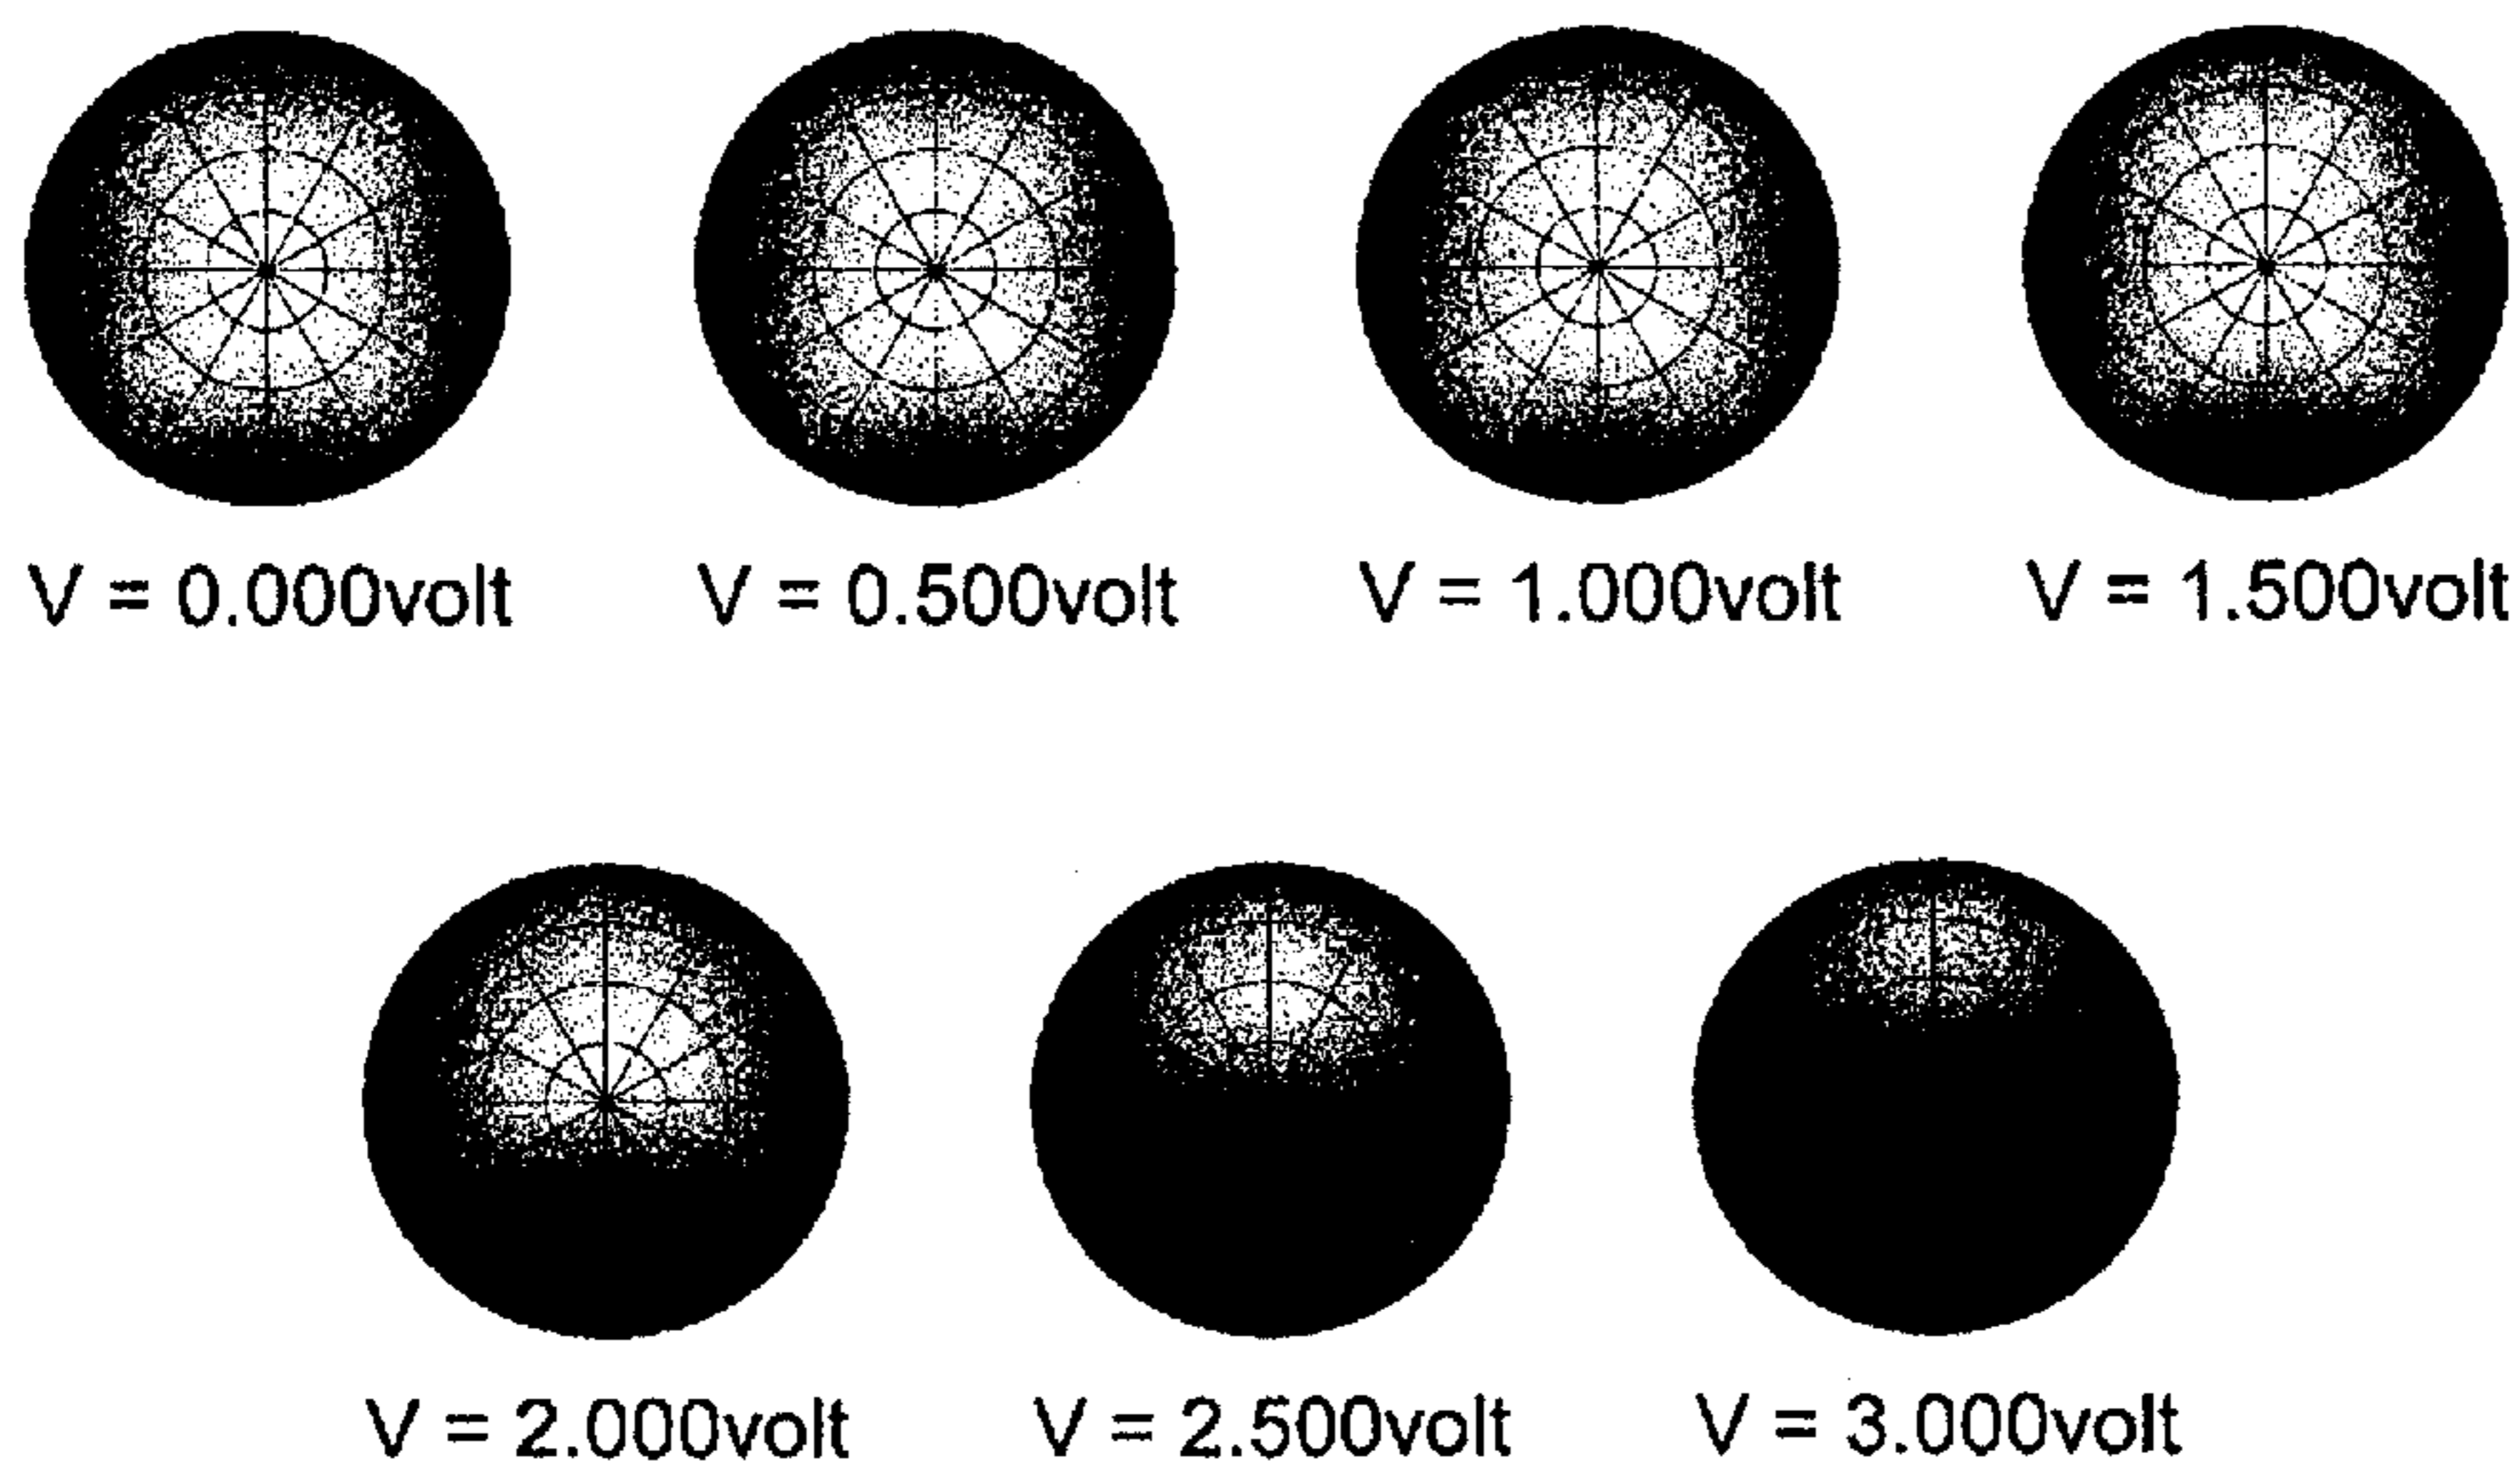 V = 0.000volt
V = 0.500volt
V = 1.000volt
V = 1.500volt
V = 2.000volt
V = 2.500volt
V = 3.000volt